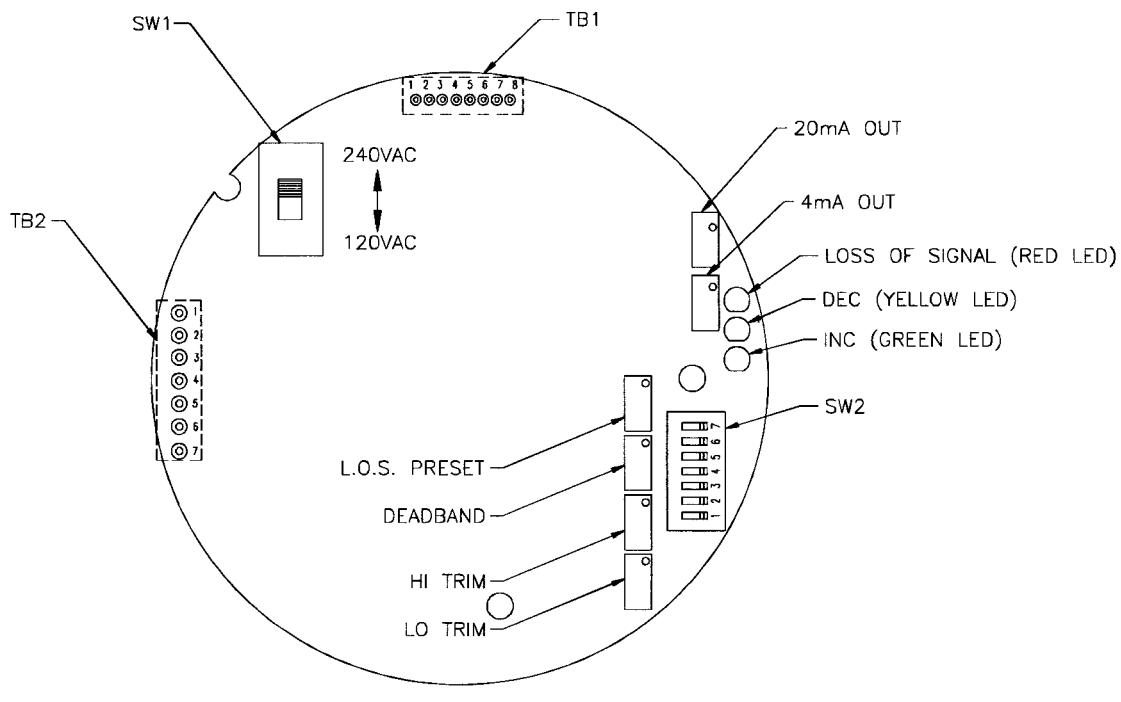 SW1
TB1
1 2 3 4 5 6 7 8
240VAC
120VAC
20mA OUT
4mA OUT
TB2
LOSS OF SIGNAL (RED LED)
DEC (YELLOW LED)
INC (GREEN LED)
1
2
3
4
5
6
7
SW2
7
6
5
4
3
2
1
L.O.S. PRESET
DEADBAND
HI TRIM
LO TRIM